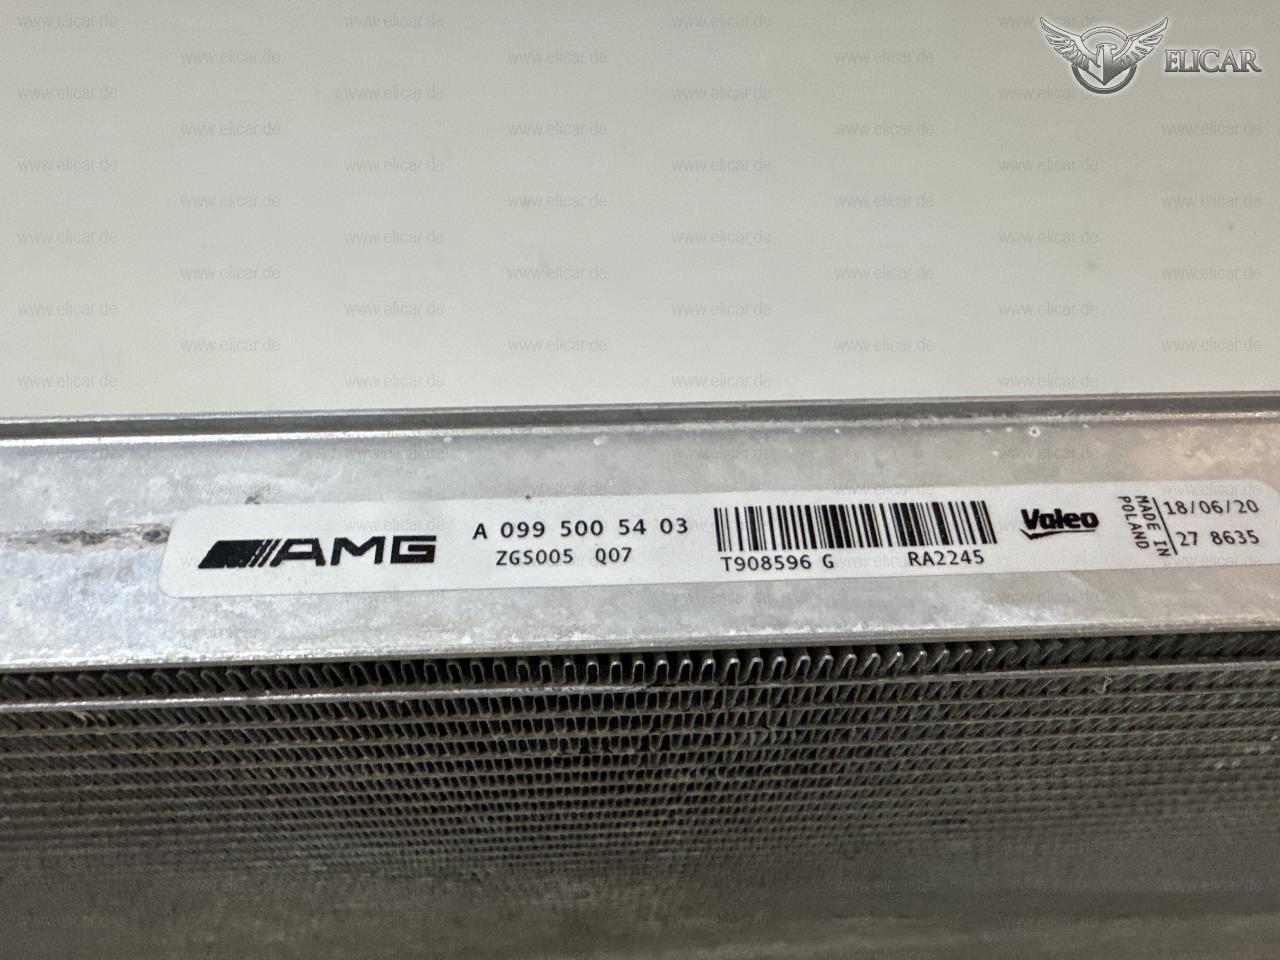 ELICAR
AMG
A 099 500 54 03
ZGS005 Q07
T908596 G RA2245
Valeo
MADE IN
POLAND
18/06/20
27 8635
www.elicar.de